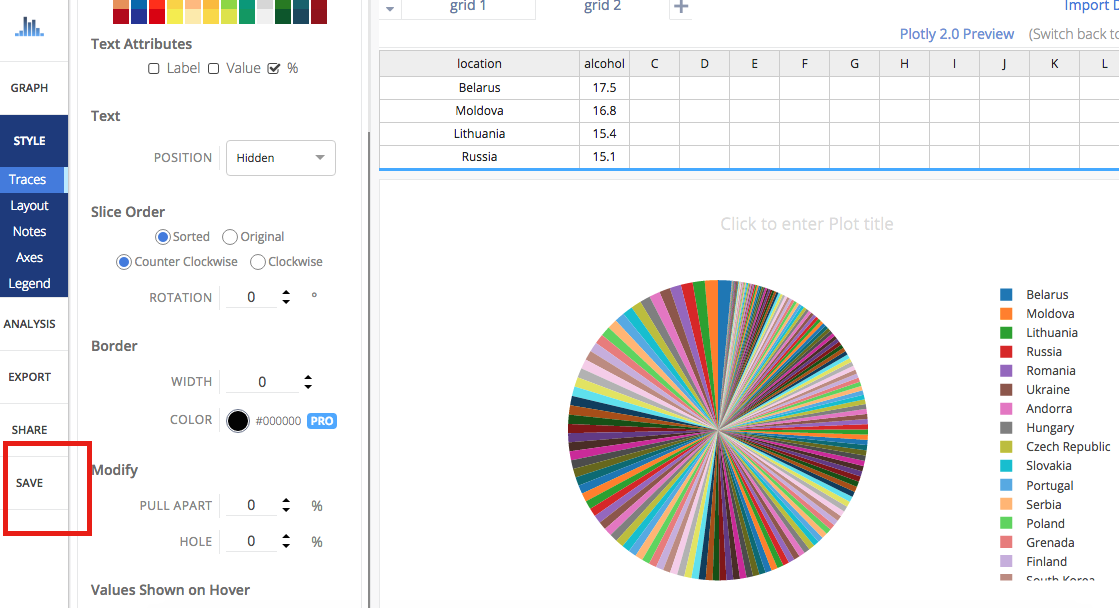 GRAPH
STYLE
Traces
Layout
Notes
Axes
Legend
ANALYSIS
EXPORT
SHARE
SAVE
Text Attributes
Label Value %
Text
POSITION Hidden
Slice Order
Sorted Original
Counter Clockwise Clockwise
ROTATION 0 °
Border
WIDTH 0
COLOR #000000 PRO
Modify
PULL APART 0 %
HOLE 0 %
Values Shown on Hover
grid 1 grid 2 + Import D
Plotly 2.0 Preview (Switch back to
location alcohol C D E F G H I J K L
Belarus 17.5
Moldova 16.8
Lithuania 15.4
Russia 15.1
Click to enter Plot title
Belarus
Moldova
Lithuania
Russia
Romania
Ukraine
Andorra
Hungary
Czech Republic
Slovakia
Portugal
Serbia
Poland
Grenada
Finland
South Korea